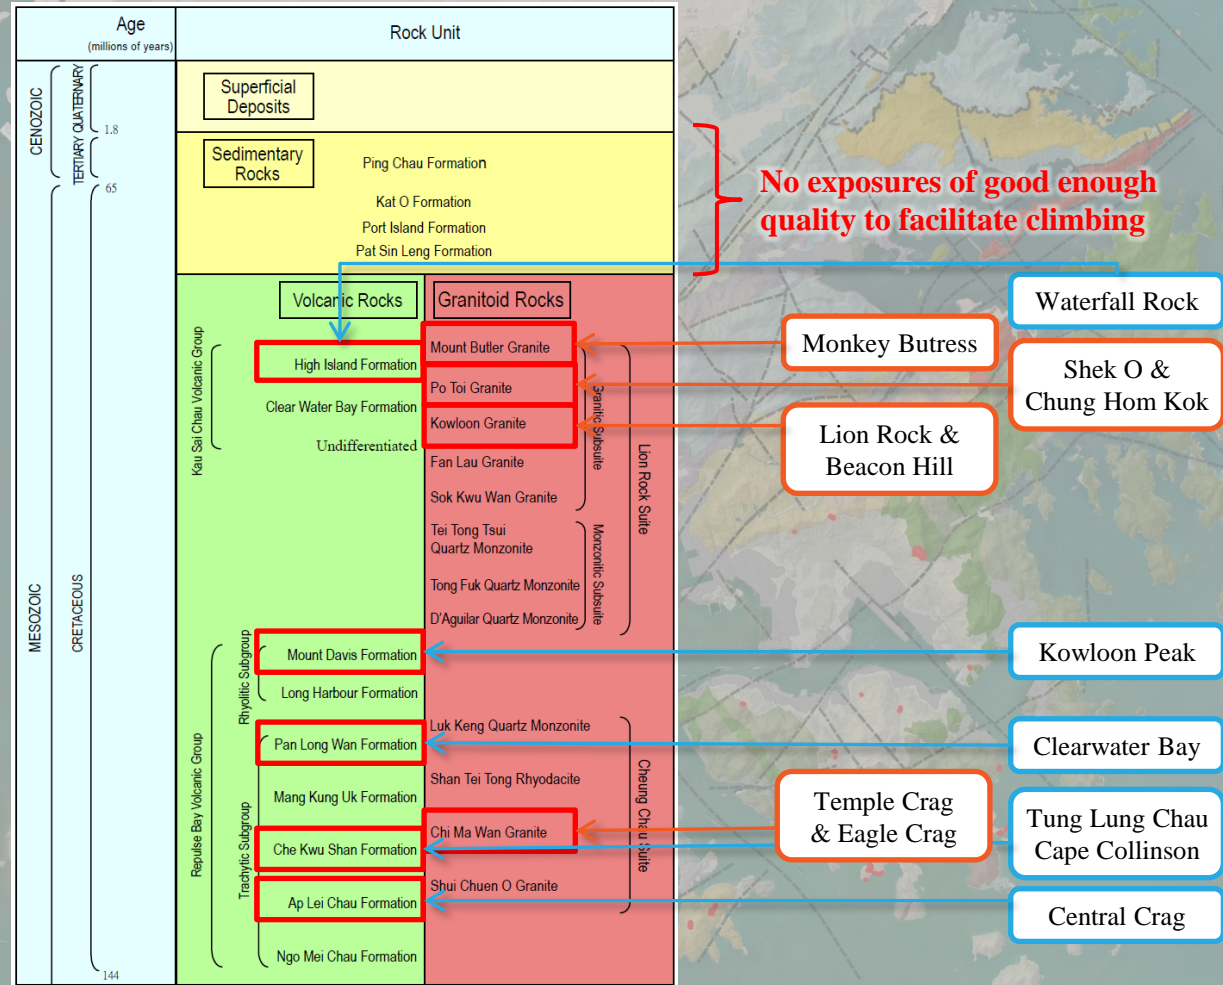 Age
(millions of years)
Rock Unit
CENOZOIC
TERTIARY QUATERNARY
1.8
65
Superficial
Deposits
Sedimentary
Rocks
Ping Chau Formation
Kat O Formation
Port Island Formation
Pat Sin Leng Formation
No exposures of good enough
quality to facilitate climbing
MESOZOIC
CRETACEOUS
144
Volcanic Rocks
Granitoid Rocks
Kau Sai Chau Volcanic Group
High Island Formation
Clear Water Bay Formation
Undifferentiated
Repulse Bay Volcanic Group
Rhyolitic Subgroup
Mount Davis Formation
Long Harbour Formation
Trachytic Subgroup
Pan Long Wan Formation
Mang Kung Uk Formation
Che Kwu Shan Formation
Ap Lei Chau Formation
Ngo Mei Chau Formation
Mount Butler Granite
Po Toi Granite
Kowloon Granite
Fan Lau Granite
Sok Kwu Wan Granite
Granitic Subsuite
Tei Tong Tsui
Quartz Monzonite
Tong Fuk Quartz Monzonite
D'Aguilar Quartz Monzonite
Monzonitic Subsuite
Lion Rock Suite
Luk Keng Quartz Monzonite
Shan Tei Tong Rhyodacite
Chi Ma Wan Granite
Shui Chuen O Granite
Cheung Chau Suite
Waterfall Rock
Monkey Butress
Shek O &
Chung Hom Kok
Lion Rock &
Beacon Hill
Kowloon Peak
Clearwater Bay
Temple Crag
& Eagle Crag
Tung Lung Chau
Cape Collinson
Central Crag